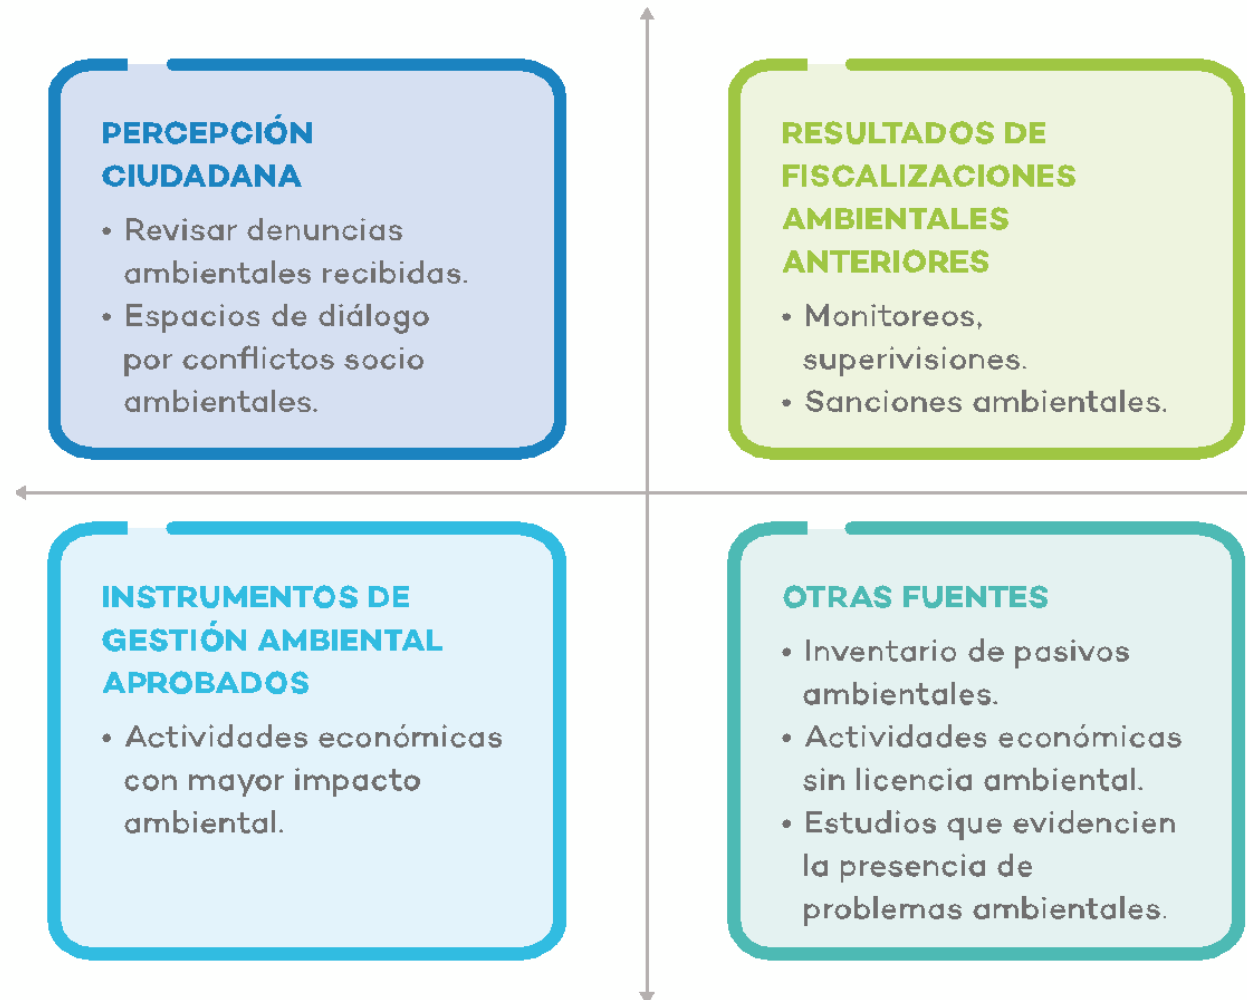 PERCEPCIÓN
CIUDADANA
• Revisar denuncias
ambientales recibidas.
• Espacios de diálogo
por conflictos socio
ambientales.
RESULTADOS DE
FISCALIZACIONES
AMBIENTALES
ANTERIORES
• Monitoreos,
superivisiones.
• Sanciones ambientales.
INSTRUMENTOS DE
GESTIÓN AMBIENTAL
APROBADOS
• Actividades económicas
con mayor impacto
ambiental.
OTRAS FUENTES
• Inventario de pasivos
ambientales.
• Actividades económicas
sin licencia ambiental.
• Estudios que evidencien
la presencia de
problemas ambientales.